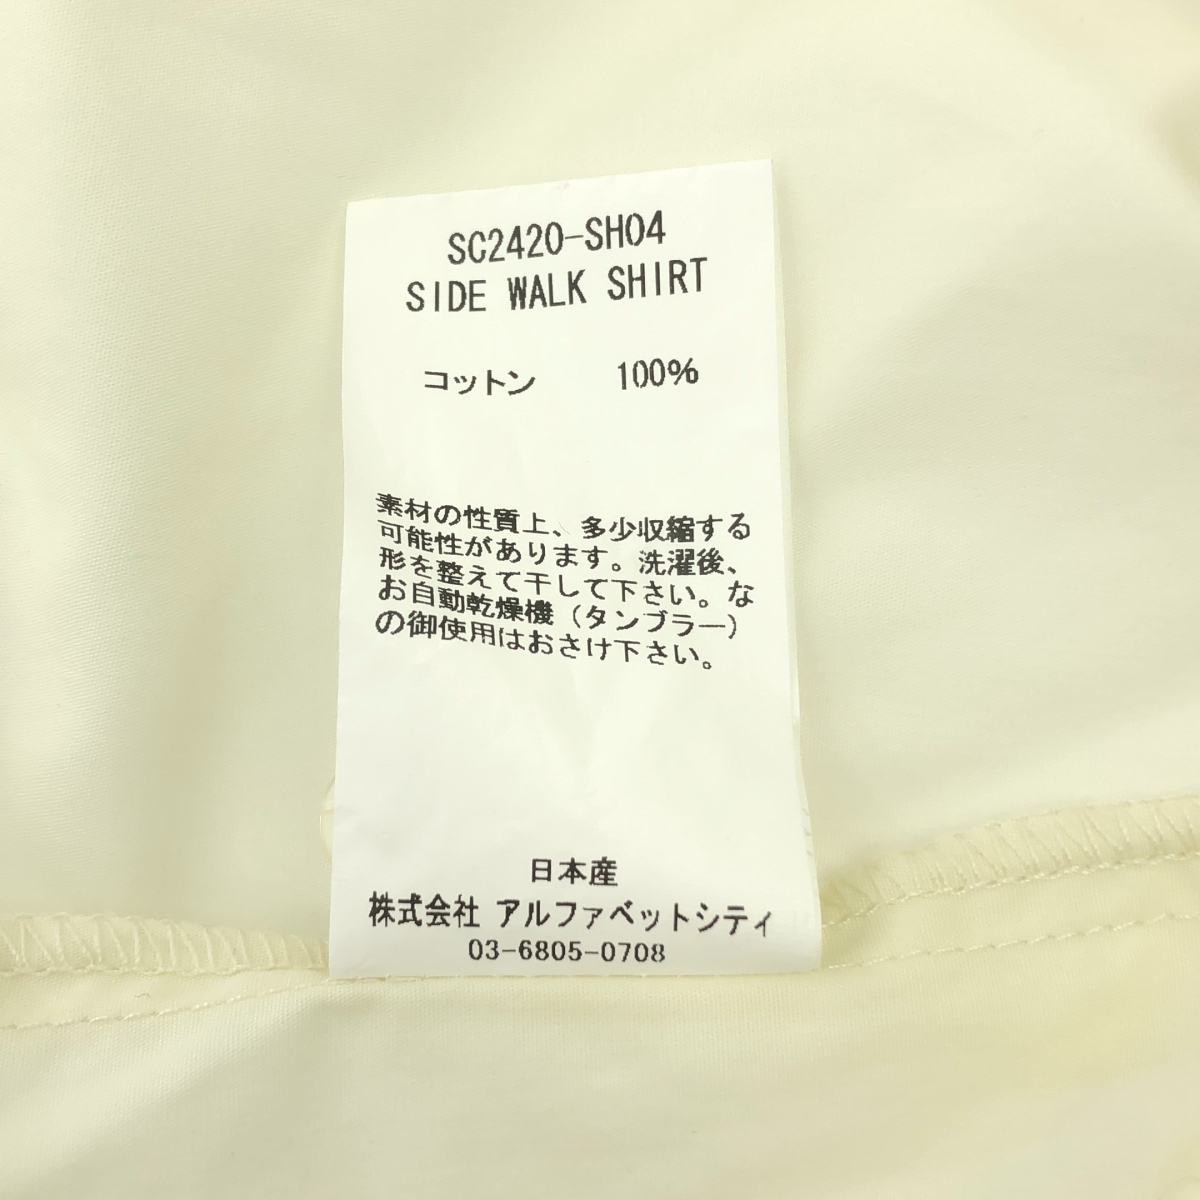 SC2420-SH04
SIDE WALK SHIRT
コットン 100%
素材の性質上、多少収縮する
可能性があります。洗濯後、
形を整えて干して下さい。な
お自動乾燥機（タンブラー）
の御使用はおさけ下さい。
日本産
株式会社 アルファベットシティ
03-6805-0708